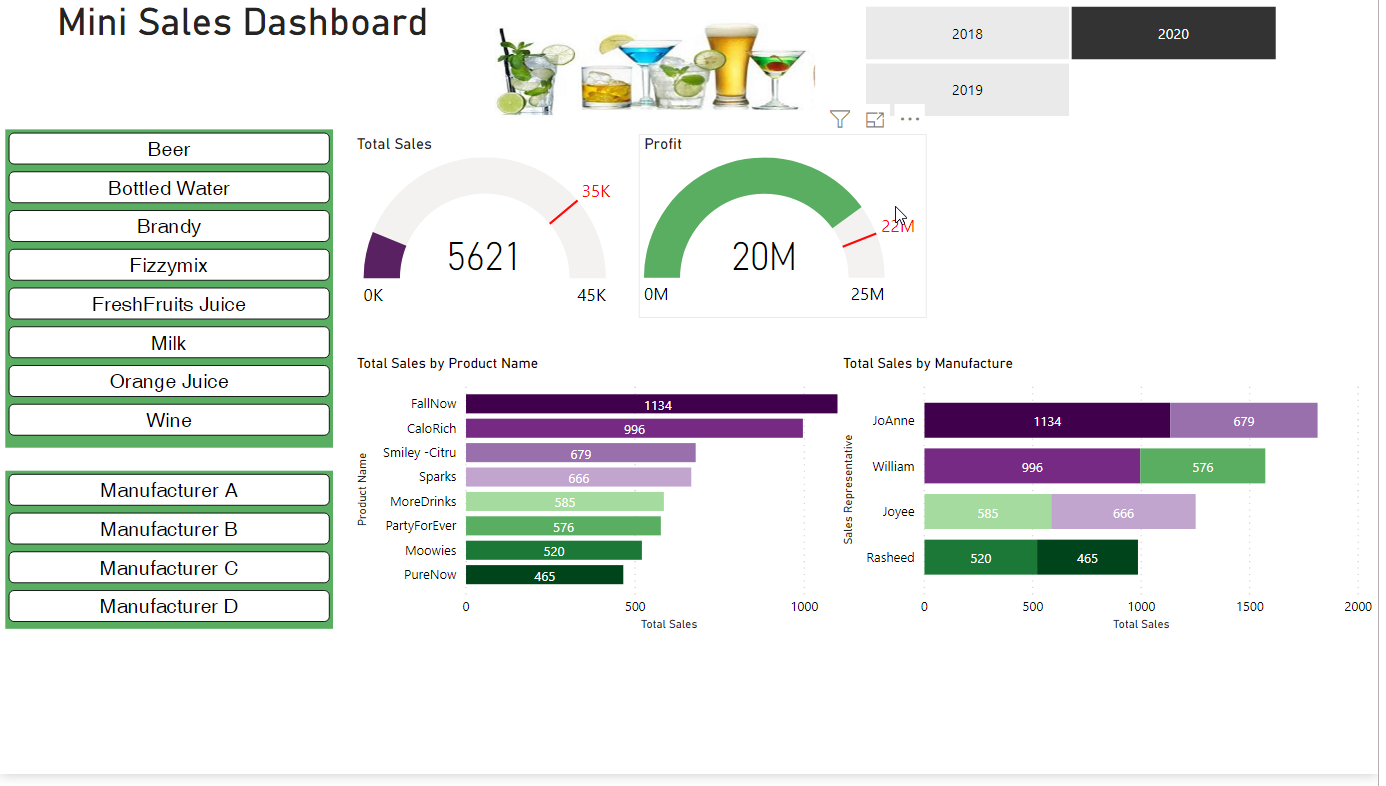 Mini Sales Dashboard
2018
2020
2019
Beer
Bottled Water
Brandy
Fizzymix
FreshFruits Juice
Milk
Orange Juice
Wine
Manufacturer A
Manufacturer B
Manufacturer C
Manufacturer D
Total Sales
35K
5621
0K
45K
Profit
22M
20M
0M
25M
Total Sales by Product Name
Product Name
FallNow 1134
CaloRich 996
Smiley -Citru 679
Sparks 666
MoreDrinks 585
PartyForEver 576
Moowies 520
PureNow 465
0 500 1000
Total Sales
Total Sales by Manufacture
Sales Representative
JoAnne 1134 679
William 996 576
Joyee 585 666
Rasheed 520 465
0 500 1000 1500 2000
Total Sales